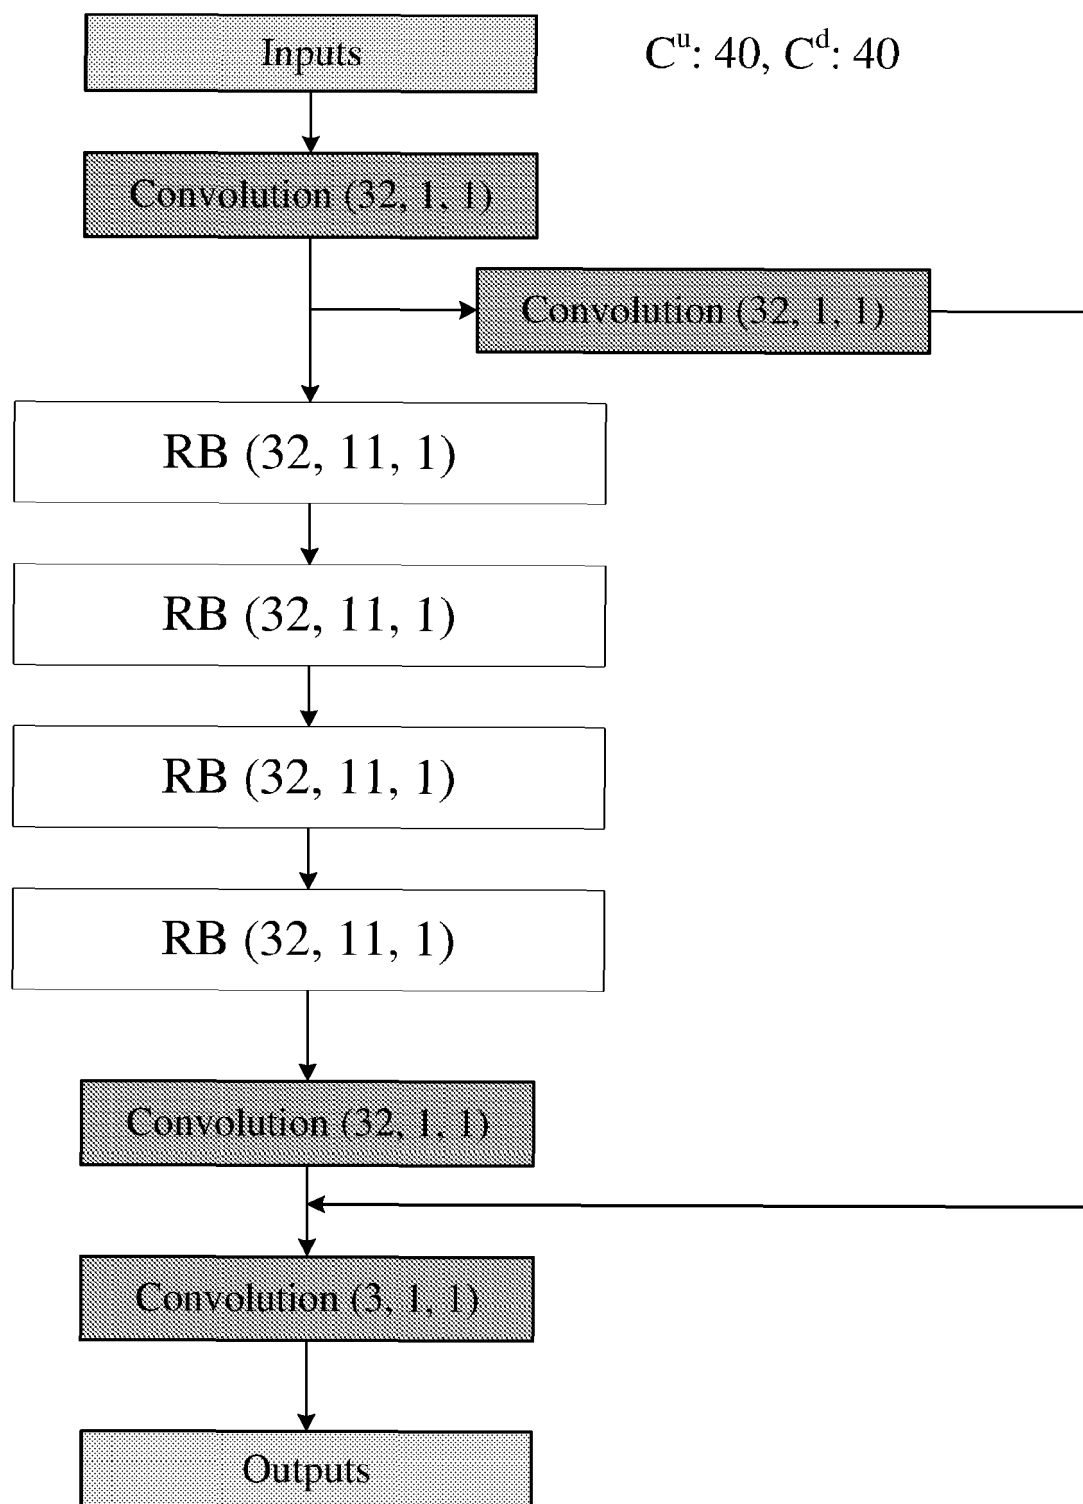 Inputs
C^u: 40, C^d: 40
Convolution (32, 1, 1)
Convolution (32, 1, 1)
RB (32, 11, 1)
RB (32, 11, 1)
RB (32, 11, 1)
RB (32, 11, 1)
Convolution (32, 1, 1)
Convolution (3, 1, 1)
Outputs